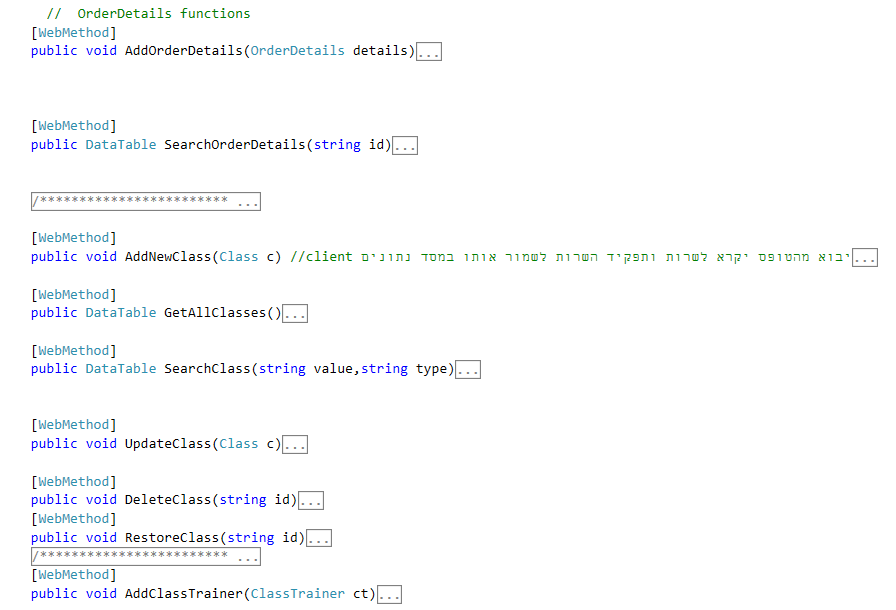 // OrderDetails functions
[WebMethod]
public void AddOrderDetails(OrderDetails details)...
[WebMethod]
public DataTable SearchOrderDetails(string id)...
/************************ ...
[WebMethod]
public void AddNewClass(Class c) //client יבוא מהטופס יקרא לשרות ותפקיד השרות לשמור אותו במסד נתונים...
[WebMethod]
public DataTable GetAllClasses()...
[WebMethod]
public DataTable SearchClass(string value,string type)...
[WebMethod]
public void UpdateClass(Class c)...
[WebMethod]
public void DeleteClass(string id)...
[WebMethod]
public void RestoreClass(string id)...
/************************ ...
[WebMethod]
public void AddClassTrainer(ClassTrainer ct)...